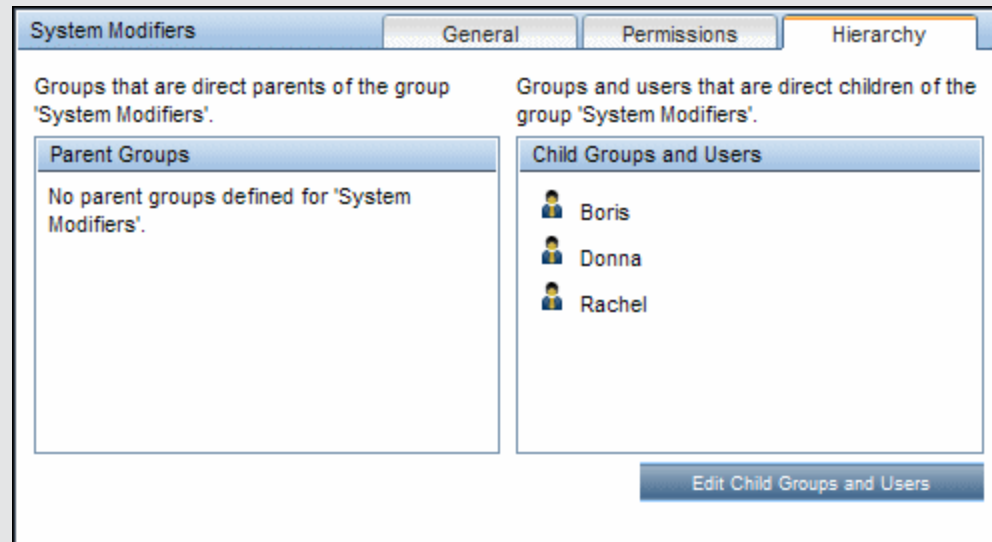 System Modifiers
General
Permissions
Hierarchy
Groups that are direct parents of the group
'System Modifiers'.
Parent Groups
No parent groups defined for 'System
Modifiers'.
Groups and users that are direct children of the
group 'System Modifiers'.
Child Groups and Users
Boris
Donna
Rachel
Edit Child Groups and Users